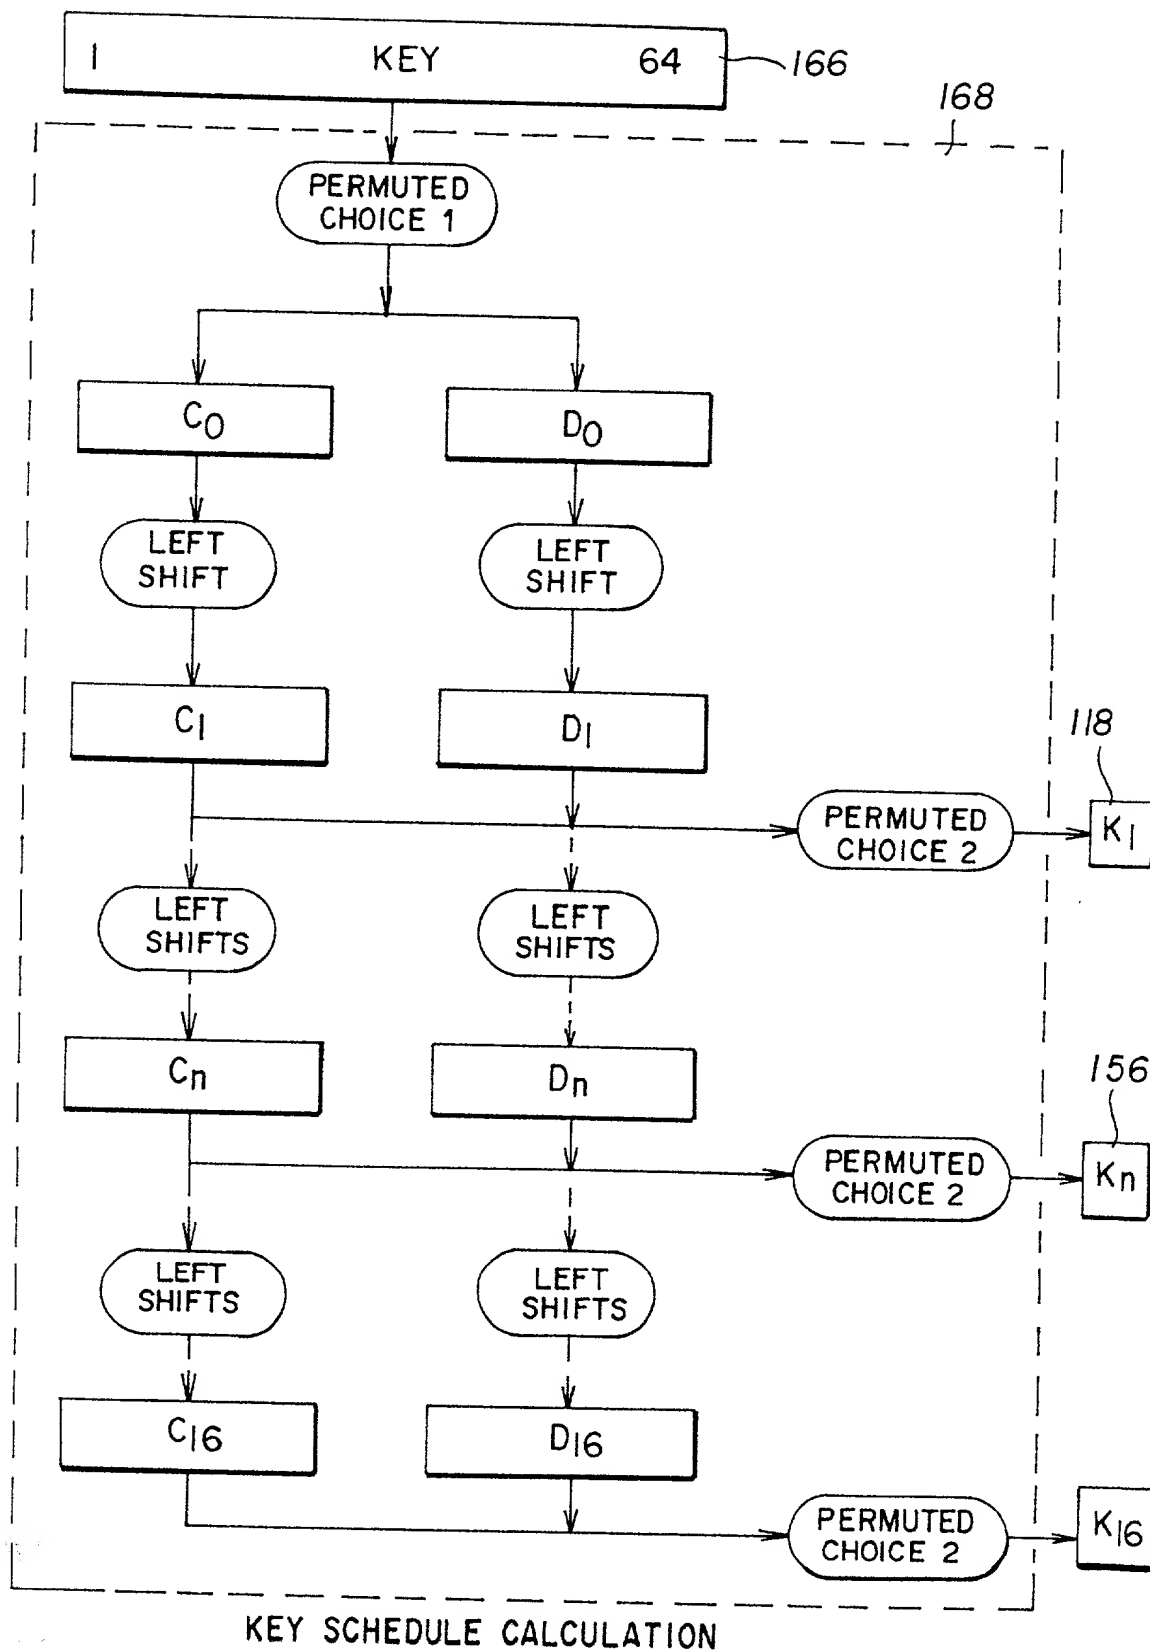 1 KEY 64
166
168
PERMUTED
CHOICE 1
C0
D0
LEFT
SHIFT
LEFT
SHIFT
C1
D1
118
PERMUTED
CHOICE 2
K1
LEFT
SHIFTS
LEFT
SHIFTS
Cn
Dn
156
PERMUTED
CHOICE 2
Kn
LEFT
SHIFTS
LEFT
SHIFTS
C16
D16
PERMUTED
CHOICE 2
K16
KEY SCHEDULE CALCULATION